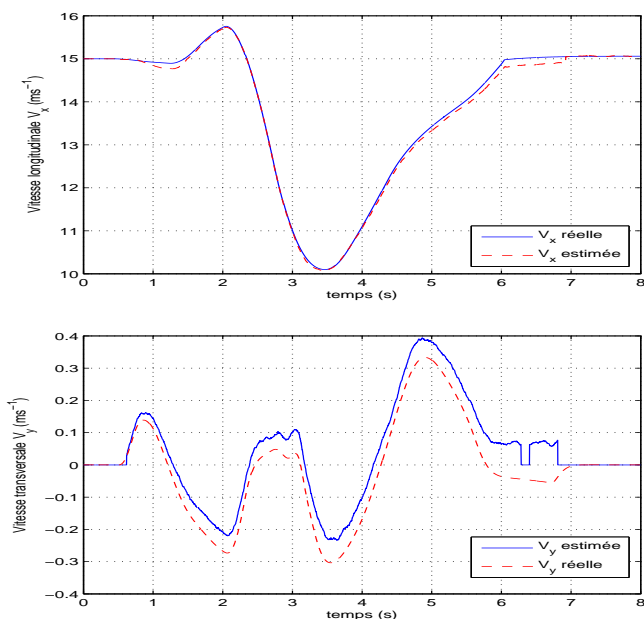 16
15
14
13
12
11
10
0 1 2 3 4 5 6 7 8
temps (s)
Vitesse longitudinale V_x (ms⁻¹)
V_x réelle
V_x estimée
0.4
0.3
0.2
0.1
0
−0.1
−0.2
−0.3
−0.4
0 1 2 3 4 5 6 7 8
temps (s)
Vitesse transversale V_y (ms⁻¹)
V_y estimée
V_y réelle